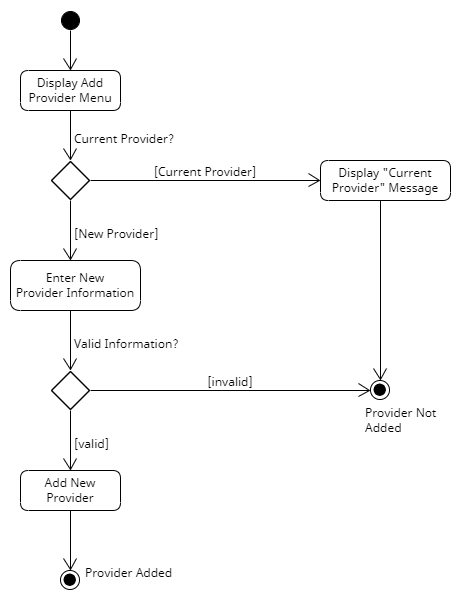 Display Add
Provider Menu
Current Provider?
[Current Provider]
Display "Current
Provider" Message
[New Provider]
Enter New
Provider Information
Valid Information?
[invalid]
Provider Not
Added
[valid]
Add New
Provider
Provider Added